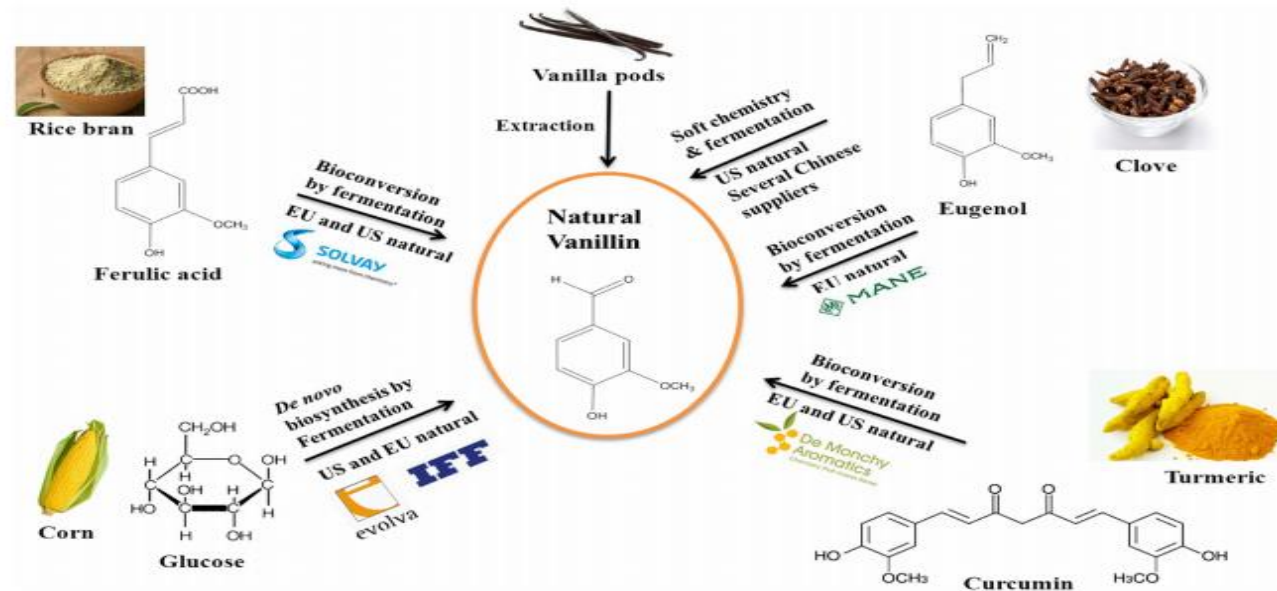 Vanilla pods
Extraction
Natural
Vanillin
H
O
OCH₃
OH
Rice bran
COOH
OCH₃
OH
Ferulic acid
Bioconversion
by fermentation
EU and US natural
SOLVAY
Soft chemistry
& fermentation
US natural
Several Chinese
suppliers
CH₂
OCH₃
OH
Eugenol
Clove
Bioconversion
by fermentation
EU natural
MANE
Corn
CH₂OH
H
C
O
OH
H
C
OH
H
C
HO
C
C
H
H
OH
Glucose
De novo
biosynthesis by
Fermentation
US and EU natural
evolva
IFF
Bioconversion
by fermentation
EU and US natural
De Monchy
Aromatics
Turmeric
O
O
HO
OCH₃
H₃CO
OH
Curcumin